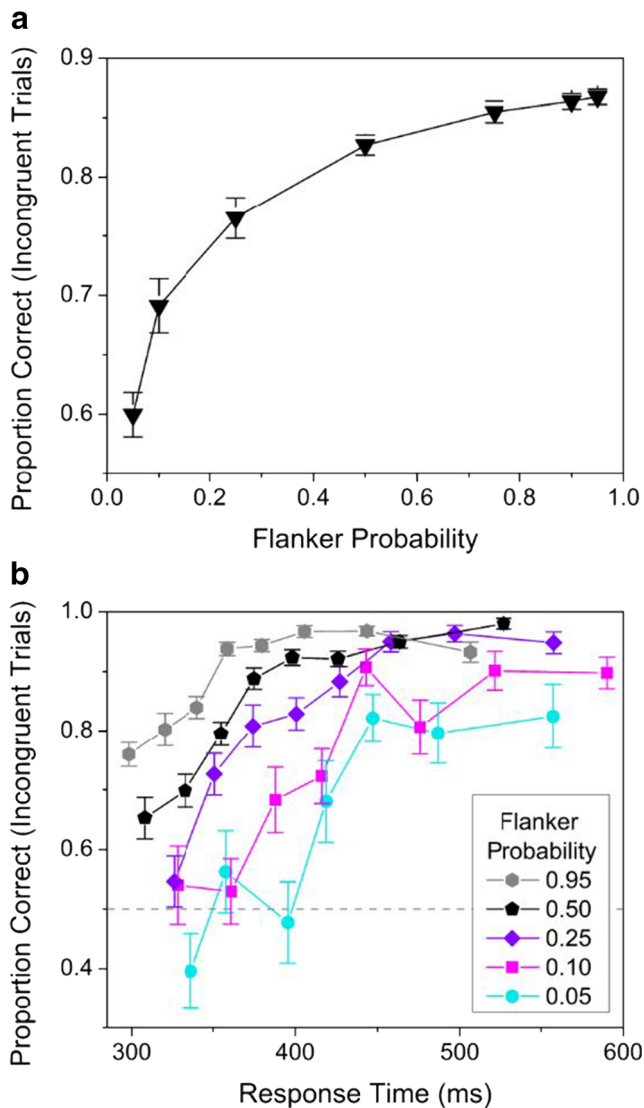 a
Proportion Correct (Incongruent Trials)
0.9
0.8
0.7
0.6
0.0 0.2 0.4 0.6 0.8 1.0
Flanker Probability
b
Proportion Correct (Incongruent Trials)
1.0
0.8
0.6
0.4
Flanker
Probability
0.95
0.50
0.25
0.10
0.05
300 400 500 600
Response Time (ms)